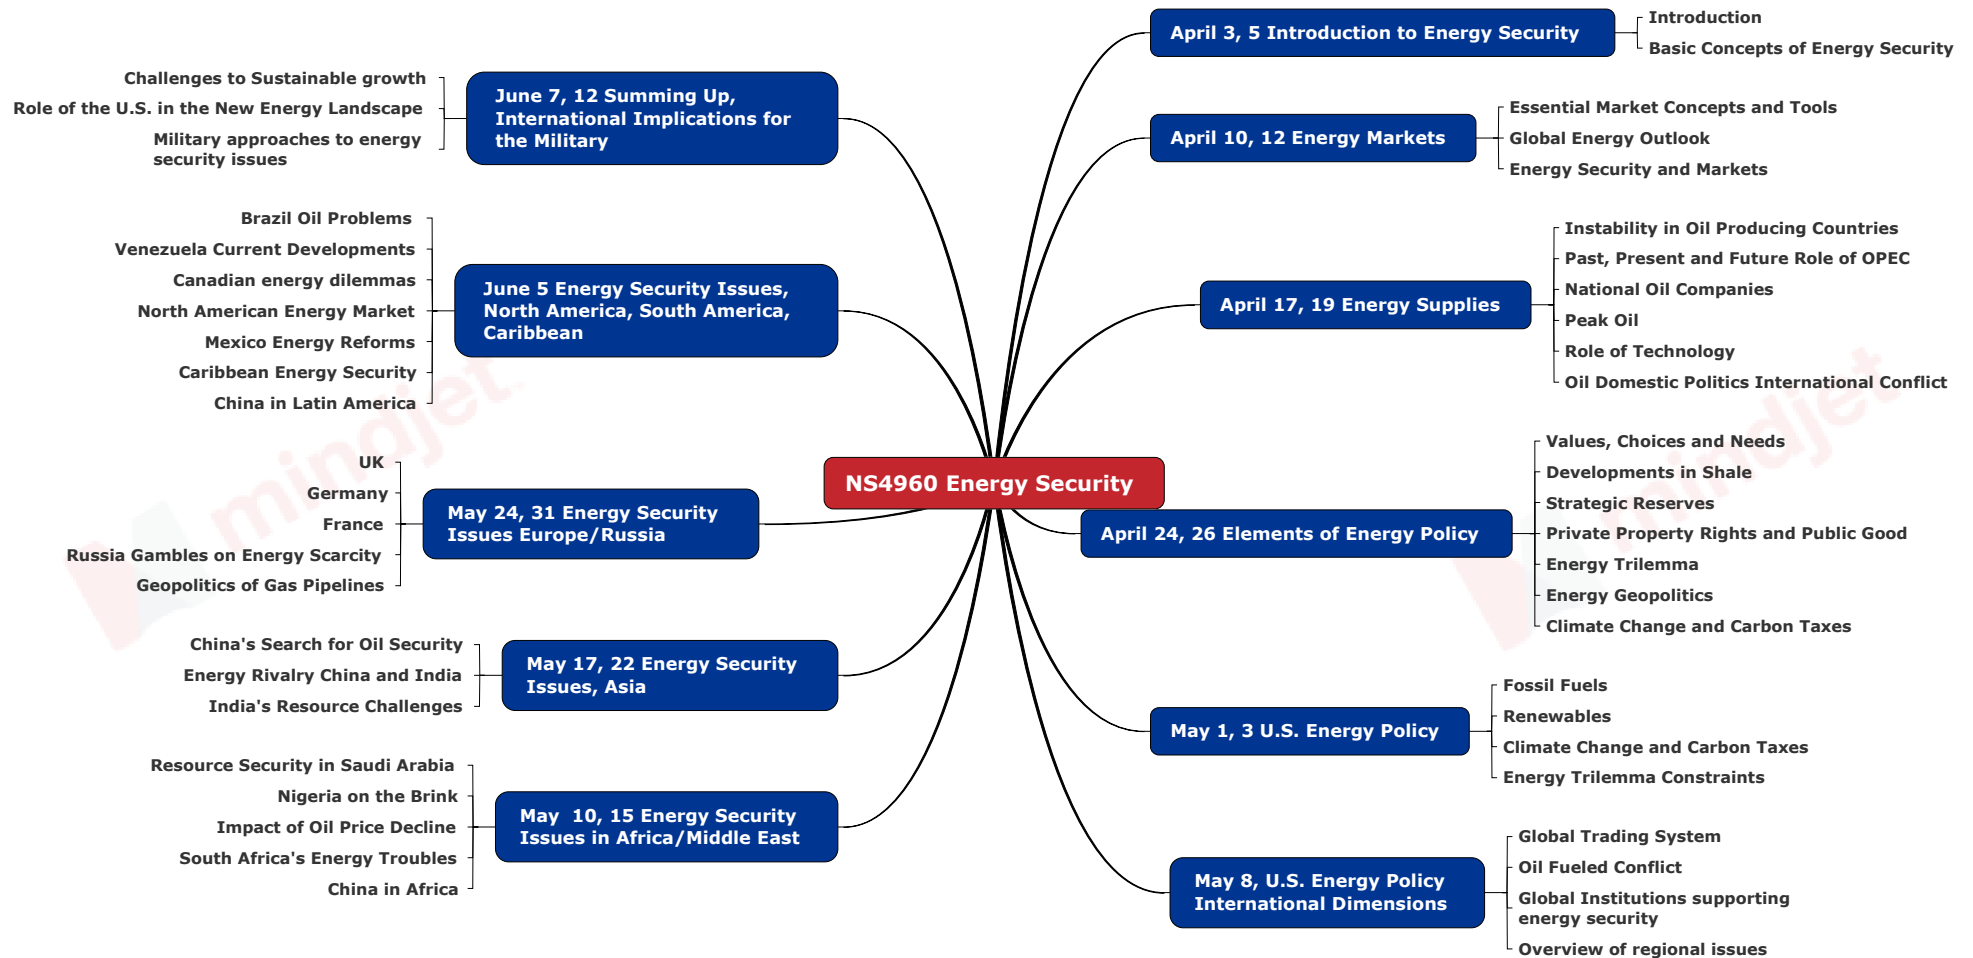 NS4960 Energy Security
April 3, 5 Introduction to Energy Security
Introduction
Basic Concepts of Energy Security
April 10, 12 Energy Markets
Essential Market Concepts and Tools
Global Energy Outlook
Energy Security and Markets
April 17, 19 Energy Supplies
Instability in Oil Producing Countries
Past, Present and Future Role of OPEC
National Oil Companies
Peak Oil
Role of Technology
Oil Domestic Politics International Conflict
April 24, 26 Elements of Energy Policy
Values, Choices and Needs
Developments in Shale
Strategic Reserves
Private Property Rights and Public Good
Energy Trilemma
Energy Geopolitics
Climate Change and Carbon Taxes
May 1, 3 U.S. Energy Policy
Fossil Fuels
Renewables
Climate Change and Carbon Taxes
Energy Trilemma Constraints
May 8, U.S. Energy Policy
International Dimensions
Global Trading System
Oil Fueled Conflict
Global Institutions supporting
energy security
Overview of regional issues
May  10, 15 Energy Security
Issues in Africa/Middle East
Resource Security in Saudi Arabia
Nigeria on the Brink
Impact of Oil Price Decline
South Africa's Energy Troubles
China in Africa
May 17, 22 Energy Security
Issues, Asia
China's Search for Oil Security
Energy Rivalry China and India
India's Resource Challenges
May 24, 31 Energy Security
Issues Europe/Russia
UK
Germany
France
Russia Gambles on Energy Scarcity
Geopolitics of Gas Pipelines
June 5 Energy Security Issues,
North America, South America,
Caribbean
Brazil Oil Problems
Venezuela Current Developments
Canadian energy dilemmas
North American Energy Market
Mexico Energy Reforms
Caribbean Energy Security
China in Latin America
June 7, 12 Summing Up,
International Implications for
the Military
Challenges to Sustainable growth
Role of the U.S. in the New Energy Landscape
Military approaches to energy
security issues
mindjet
mindjet